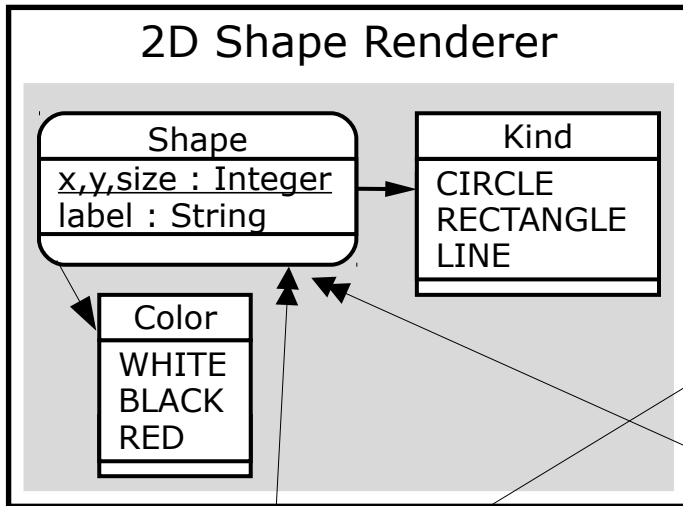 2D Shape Renderer
Shape
x,y,size : Integer
label : String
Kind
CIRCLE
RECTANGLE
LINE
Color
WHITE
BLACK
RED